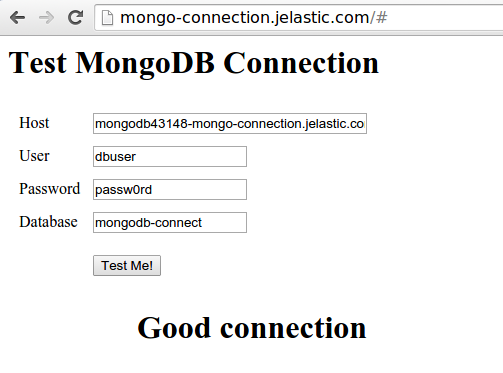 mongo-connection.jelastic.com/#
Test MongoDB Connection
Host mongodb43148-mongo-connection.jelastic.co
User dbuser
Password passw0rd
Database mongodb-connect
Test Me!
Good connection